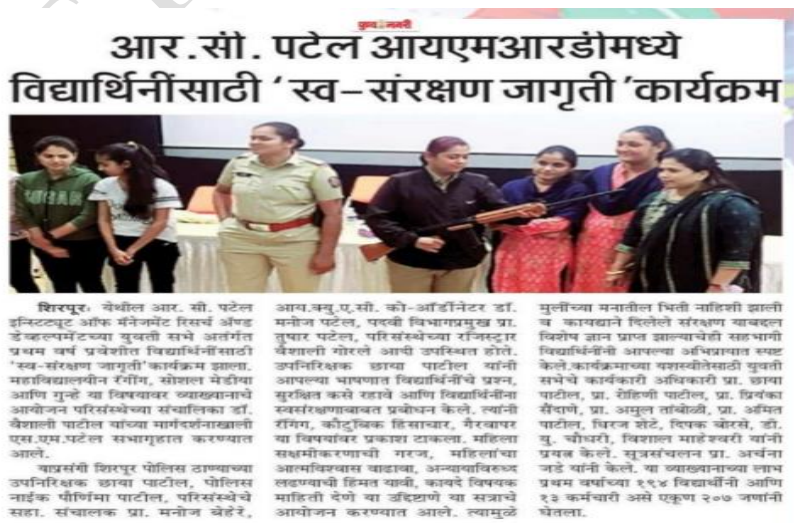 पुण्य नगरी
आर.सी. पटेल आयएमआरडीमध्ये
विद्यार्थिनींसाठी ‘ स्व-संरक्षण जागृती ’कार्यक्रम
शिरपूर: येथील आर. सी. पटेल
इन्स्टिट्यूट ऑफ मॅनेजमेंट रिसर्च अॅण्ड
डेव्हल्पमेंटच्या युवती सभे अतंर्गत
प्रथम वर्ष प्रवेशीत विद्यार्थिनींसाठी
'स्व-संरक्षण जागृती'कार्यक्रम झाला.
महाविद्यालयीन रॅगींग, सोशल मेडीया
आणि गुन्हे या विषयावर व्याख्यानाचे
आयोजन परिसंस्थेच्या संचालिका डॉ.
वैशाली पाटील यांच्या मार्गदर्शनाखाली
एस.एम.पटेल सभागृहात करण्यात
आले.
याप्रसंगी शिरपूर पोलिस ठाण्याच्या
उपनिरिक्षक छाया पाटील, पोलिस
नाईक पौर्णिमा पाटील, परिसंस्थेचे
सहा. संचालक प्रा. मनोज बेहेरे,
आय.क्यु.ए.सी. को-ऑर्डीनेटर डॉ.
मनोज पटेल, पदवी विभागप्रमुख प्रा.
तुषार पटेल, परिसंस्थेच्या रजिस्ट्रार
वैशाली गोरले आदी उपस्थित होते.
उपनिरिक्षक छाया पाटील यांनी
आपल्या भाषणात विद्यार्थिनींचे प्रश्न,
सुरक्षित कसे रहावे आणि विद्यार्थिनींना
स्वसंरक्षणाबाबत प्रबोधन केले. त्यांनी
रॅगिंग, कौटुंबिक हिसाचार, गैरवापर
या विषयांवर प्रकाश टाकला. महिला
सक्षमीकरणाची गरज, महिलांचा
आत्मविश्वास वाढावा, अन्यायाविरुध्द
लढण्याची हिमत यावी, कायदे विषयक
माहिती देणे या उद्दिष्टाणे या सत्राचे
आयोजन करण्यात आले. त्यामुळे
मुलींच्या मनातील भिती नाहिशी झाली
व कायद्याने दिलेले संरक्षण याबद्दल
विशेष ज्ञान प्राप्त झाल्याचेही सहभागी
विद्यार्थिनींनी आपल्या अभिप्रायात स्पष्ट
केले.कार्यक्रमाच्या यशस्वीतेसाठी युवती
सभेचे कार्यकारी अधिकारी प्रा. छाया
पाटील, प्रा. रोहिणी पाटील, प्रा. प्रियंका
सैंदाणे, प्रा. अमुल तांबोळी, प्रा. अमित
पाटील, धिरज शेटे, दिपक बोरसे, डी.
यु. चौधरी, विशाल माहेश्वरी यांनी
प्रयत्न केले. सूत्रसंचलन प्रा. अर्चना
जडे यांनी केले. या व्याख्यानाच्या लाभ
प्रथम वर्षाच्या १९४ विद्यार्थीनी आणि
१३ कर्मचारी असे एकूण २०७ जणांनी
घेतला.